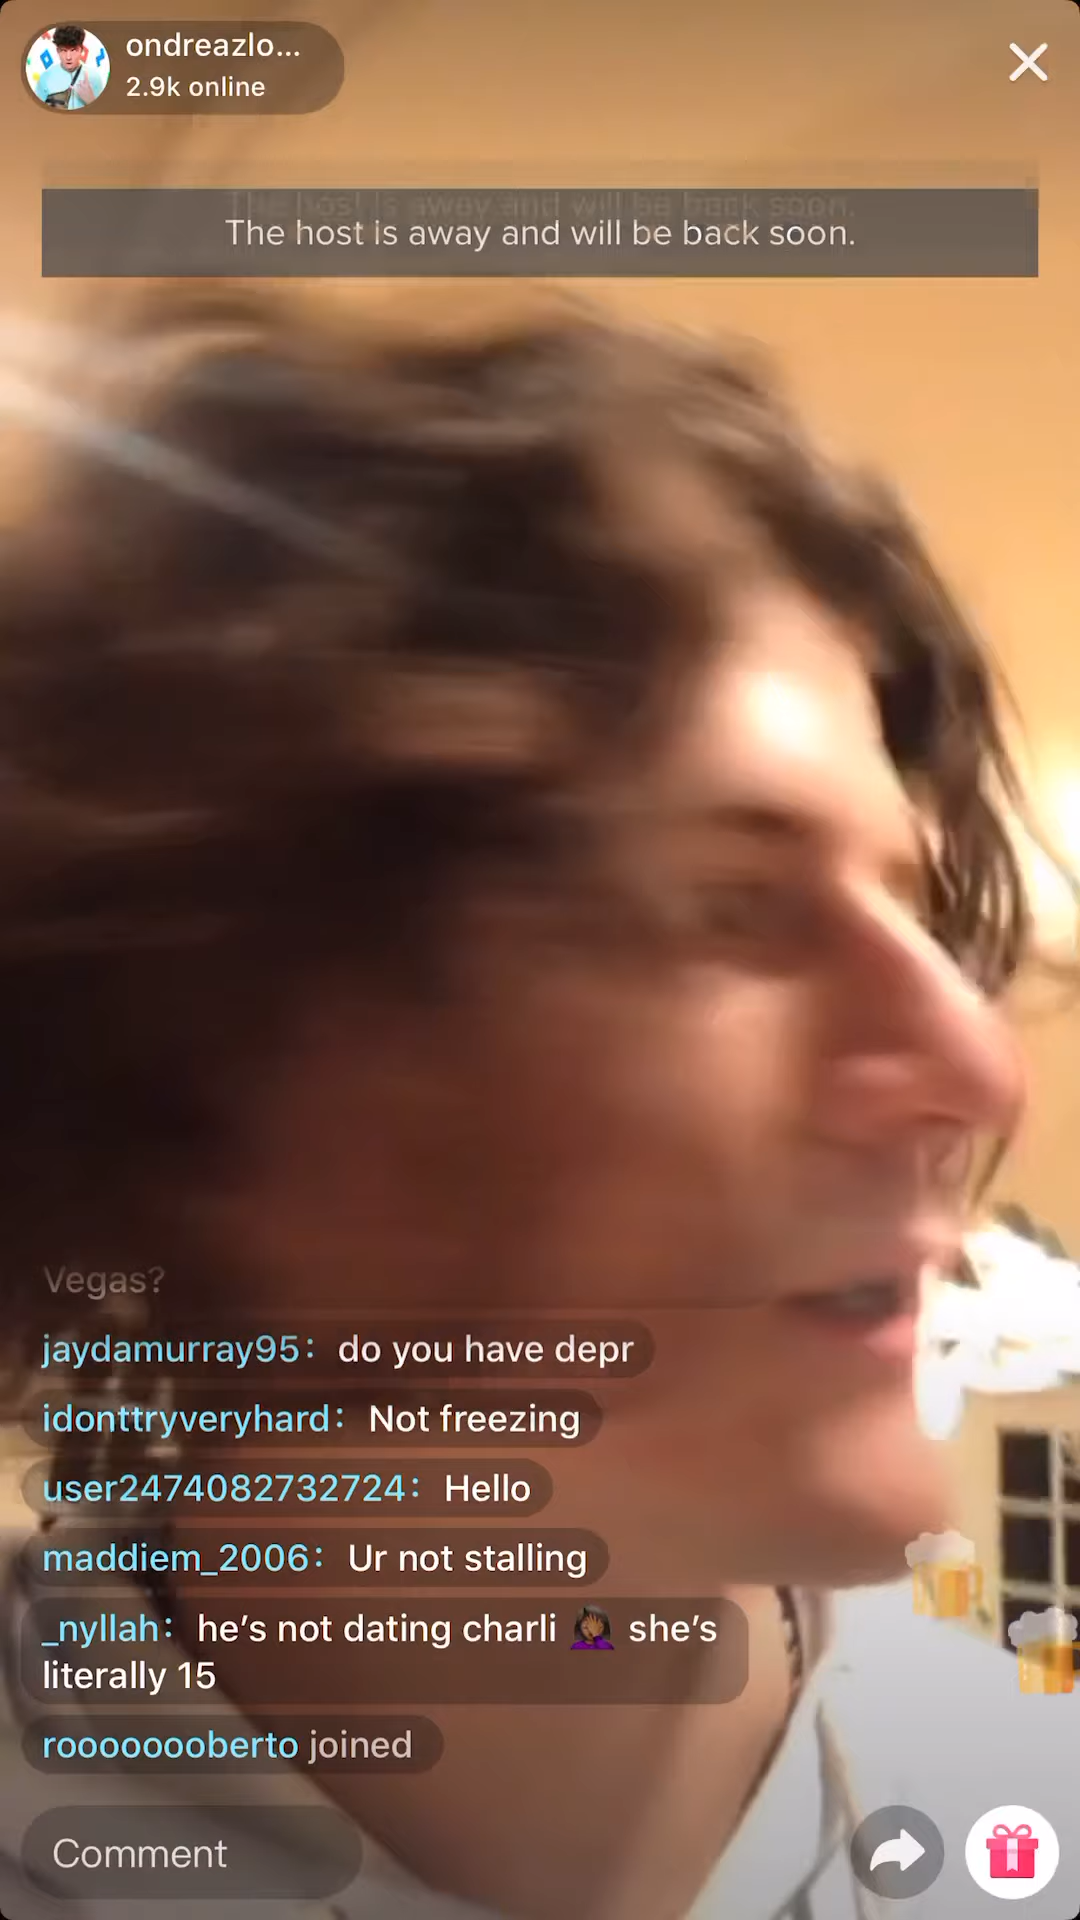 ondreazlo...
2.9k online
The host is away and will be back soon.
The host is away and will be back soon.
Vegas?
jaydamurray95: do you have depr
idonttryveryhard: Not freezing
user2474082732724: Hello
maddiem_2006: Ur not stalling
_nyllah: he’s not dating charli 🤦🏾‍♀️ she’s
literally 15
roooooooberto joined
Comment